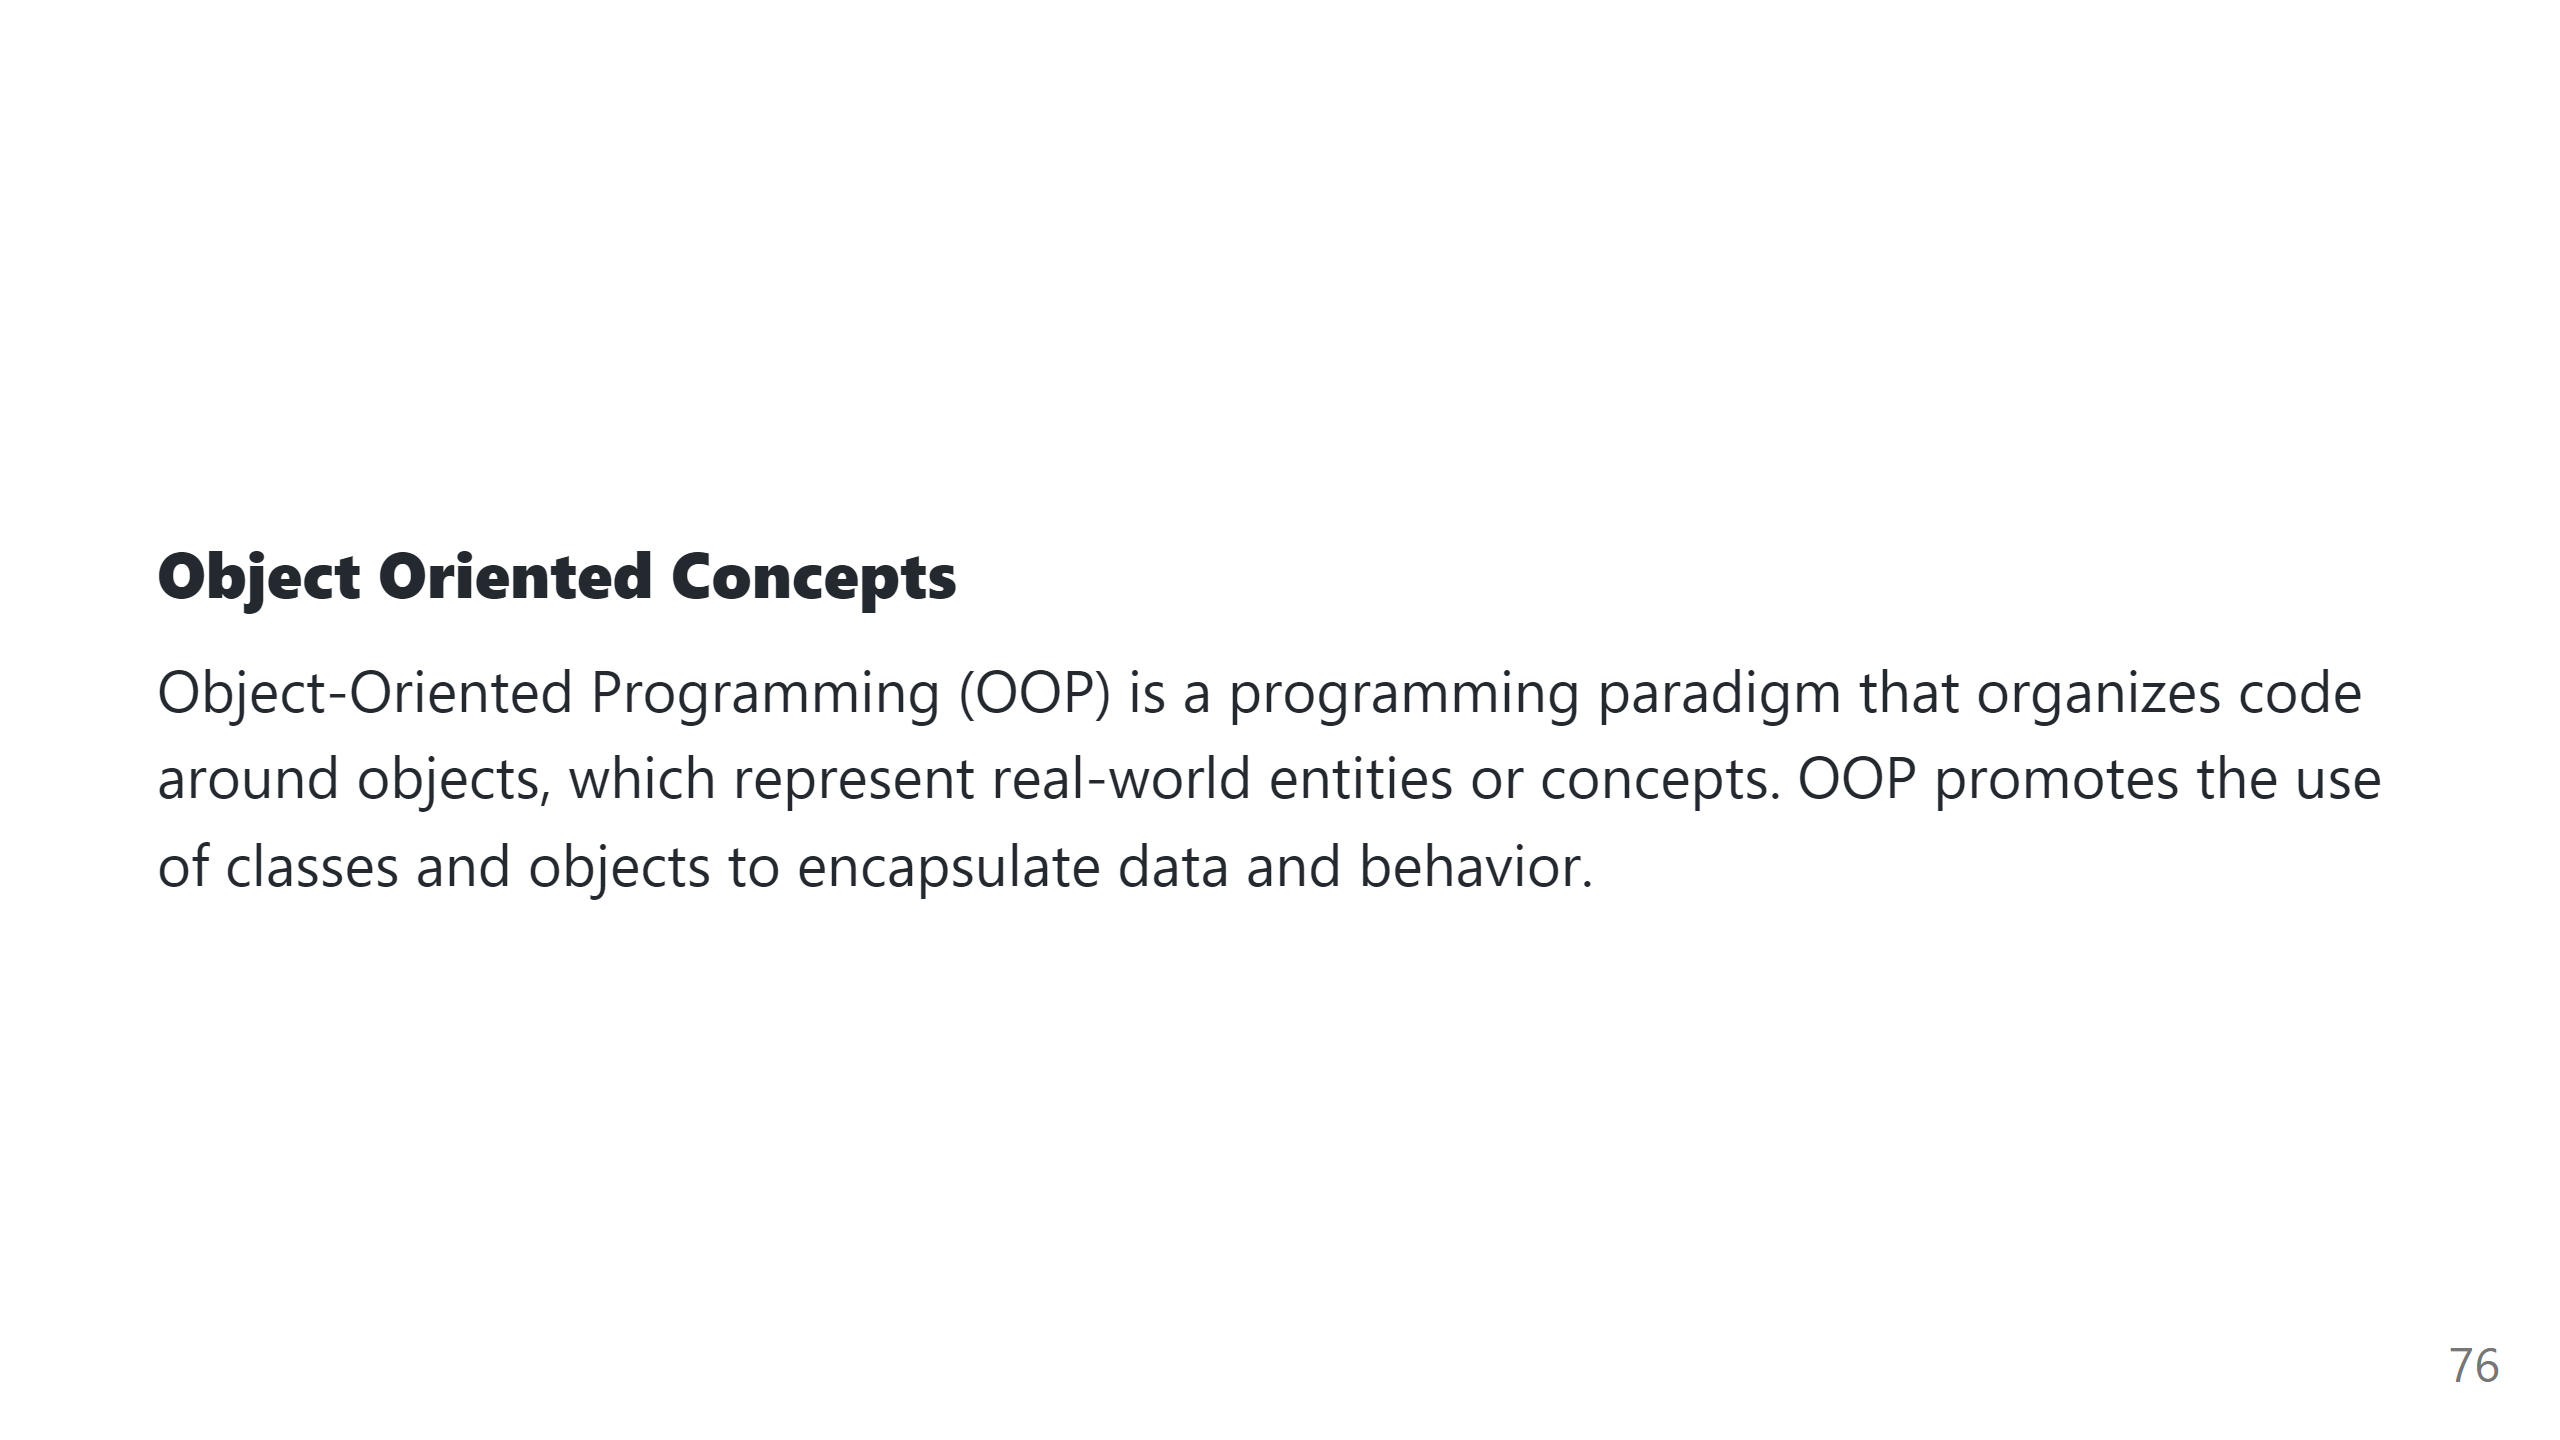 Object Oriented Concepts
Object-Oriented Programming (OOP) is a programming paradigm that organizes code
around objects, which represent real-world entities or concepts. OOP promotes the use
of classes and objects to encapsulate data and behavior.
76